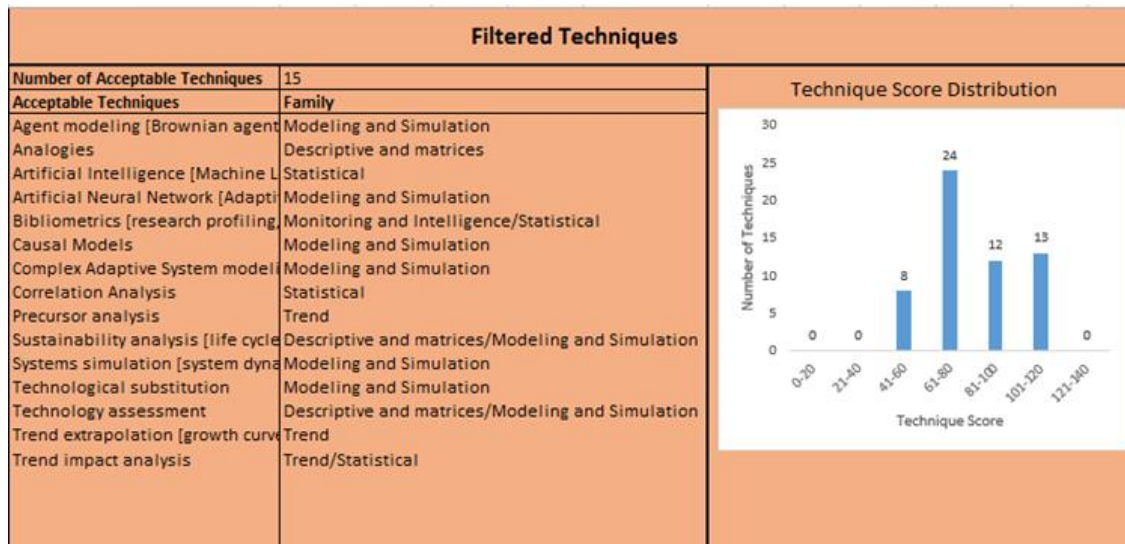 Filtered Techniques
Number of Acceptable Techniques 15
Acceptable Techniques Family
Agent modeling [Brownian agent Modeling and Simulation
Analogies Descriptive and matrices
Artificial Intelligence [Machine L Statistical
Artificial Neural Network [Adapti Modeling and Simulation
Bibliometrics [research profiling, Monitoring and Intelligence/Statistical
Causal Models Modeling and Simulation
Complex Adaptive System modeli Modeling and Simulation
Correlation Analysis Statistical
Precursor analysis Trend
Sustainability analysis [life cycle Descriptive and matrices/Modeling and Simulation
Systems simulation [system dyna Modeling and Simulation
Technological substitution Modeling and Simulation
Technology assessment Descriptive and matrices/Modeling and Simulation
Trend extrapolation [growth curve Trend
Trend impact analysis Trend/Statistical
Technique Score Distribution
Number of Techniques
30
25
20
15
10
5
0
0 0 8 24 12 13 0
0-20 21-40 41-60 61-80 81-100 101-120 121-140
Technique Score